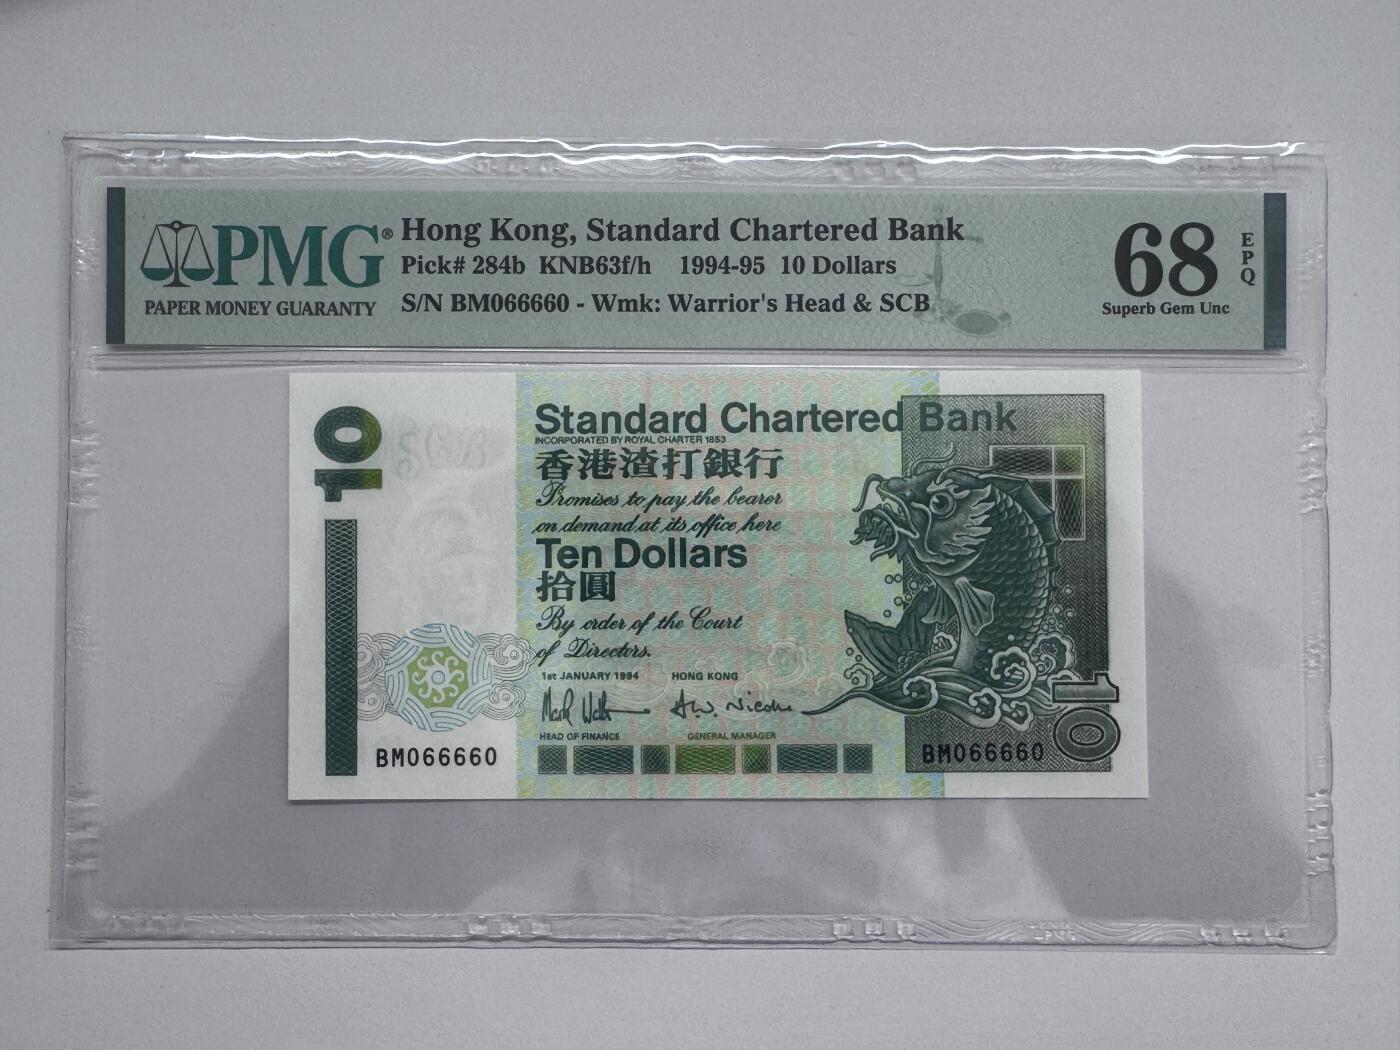 PMG®
PAPER MONEY GUARANTY
Hong Kong, Standard Chartered Bank
Pick# 284b KNB63f/h 1994-95 10 Dollars
S/N BM066660 - Wmk: Warrior's Head & SCB
68
EPQ
Superb Gem Unc
10
Standard Chartered Bank
INCORPORATED BY ROYAL CHARTER 1853
香港渣打銀行
Promises to pay the bearer
on demand at its office here
Ten Dollars
拾圓
By order of the Court
of Directors.
1st JANUARY 1994 HONG KONG
HEAD OF FINANCE GENERAL MANAGER
BM066660
BM066660
10